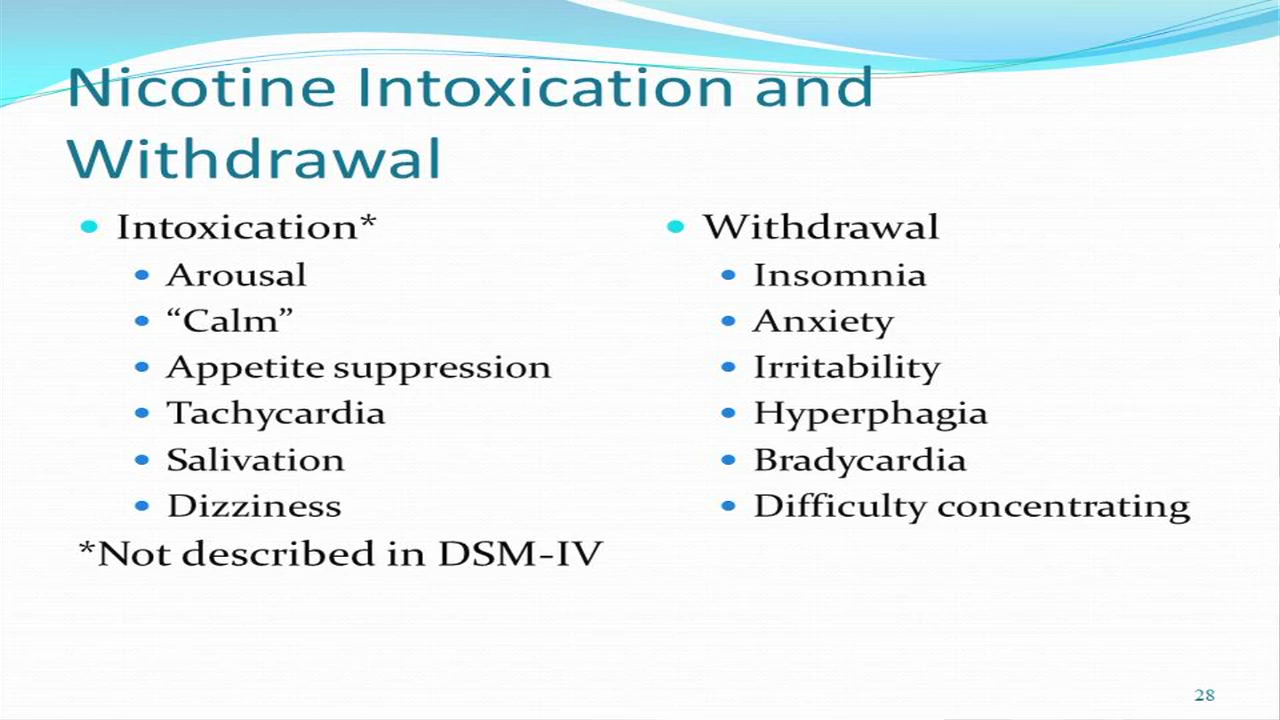 Nicotine Intoxication and
Withdrawal
• Intoxication*
• Arousal
• “Calm”
• Appetite suppression
• Tachycardia
• Salivation
• Dizziness
*Not described in DSM-IV
• Withdrawal
• Insomnia
• Anxiety
• Irritability
• Hyperphagia
• Bradycardia
• Difficulty concentrating
28